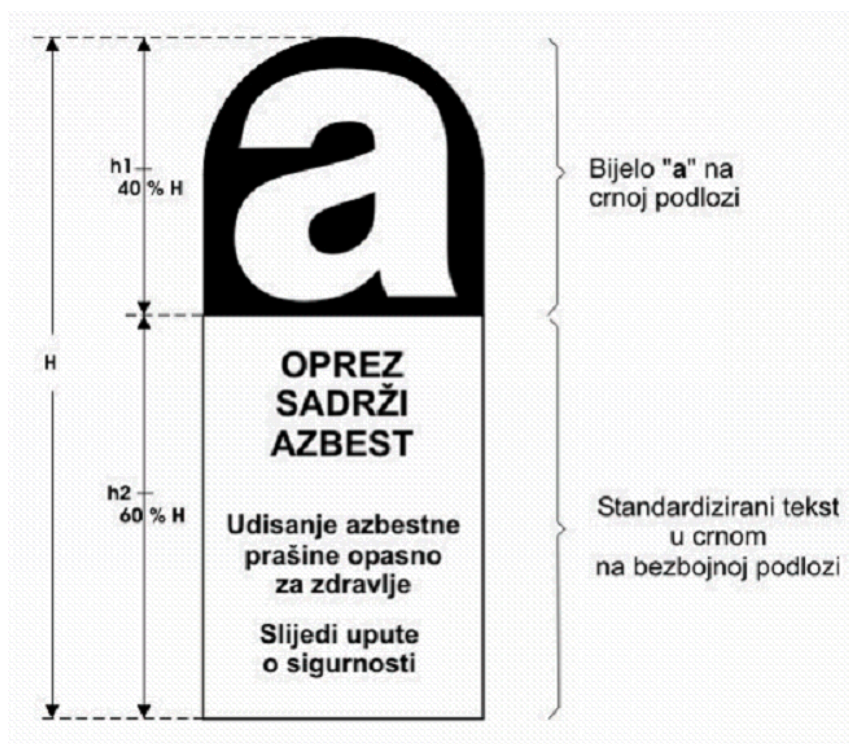 a
h1
40 % H
Bijelo "a" na
crnoj podlozi
H
OPREZ
SADRŽI
AZBEST
h2
60 % H
Udisanje azbestne
prašine opasno
za zdravlje
Slijedi upute
o sigurnosti
Standardizirani tekst
u crnom
na bezbojnoj podlozi